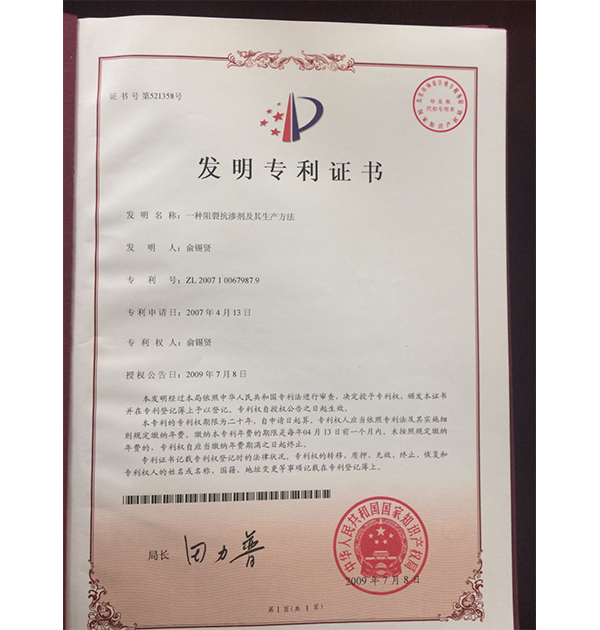 证书号第521358号
发明专利证书
发明名称：一种阻裂抗渗剂及其生产方法
发明人：俞锡贤
专利号：ZL 2007 1 0067987.9
专利申请日：2007年4月13日
专利权人：俞锡贤
授权公告日：2009年7月8日
本发明经过本局依照中华人民共和国专利法进行审查，决定授予专利权，颁发本证书
并在专利登记簿上予以登记。专利权自授权公告之日起生效。
本专利的专利权期限为二十年，自申请日起算。专利权人应当依照专利法及其实施细
则规定缴纳年费。缴纳本专利年费的期限是每年04月13日前一个月内。未按照规定缴纳
年费的，专利权自应当缴纳年费期满之日起终止。
专利证书记载专利权登记时的法律状况。专利权的转移、质押、无效、终止、恢复和
专利权人的姓名或名称、国籍、地址变更等事项记载在专利登记簿上。
局长
田力普
中华人民共和国国家知识产权局
2009年7月8日
第1页(共1页)